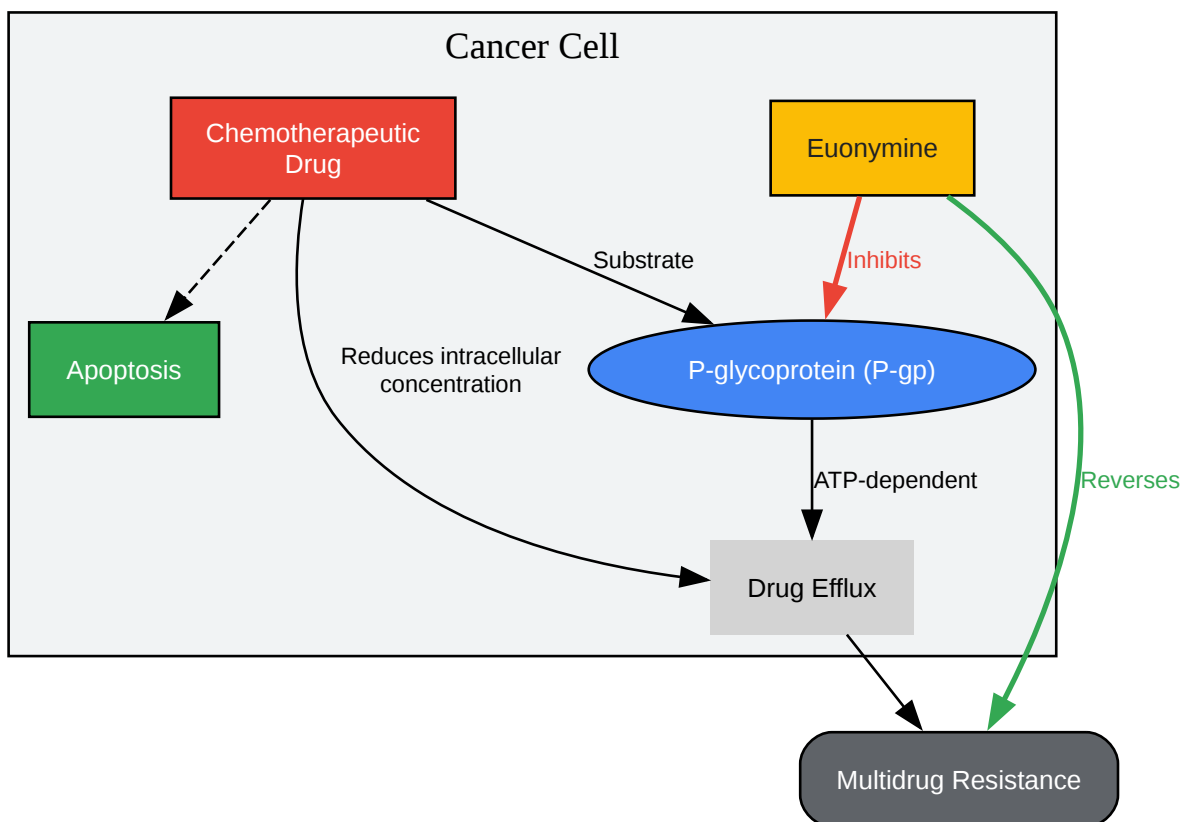 Cancer Cell
Chemotherapeutic
Drug
Euonymine
Substrate
Inhibits
Reduces intracellular
concentration
Apoptosis
P-glycoprotein (P-gp)
ATP-dependent
Reverses
Drug Efflux
Multidrug Resistance